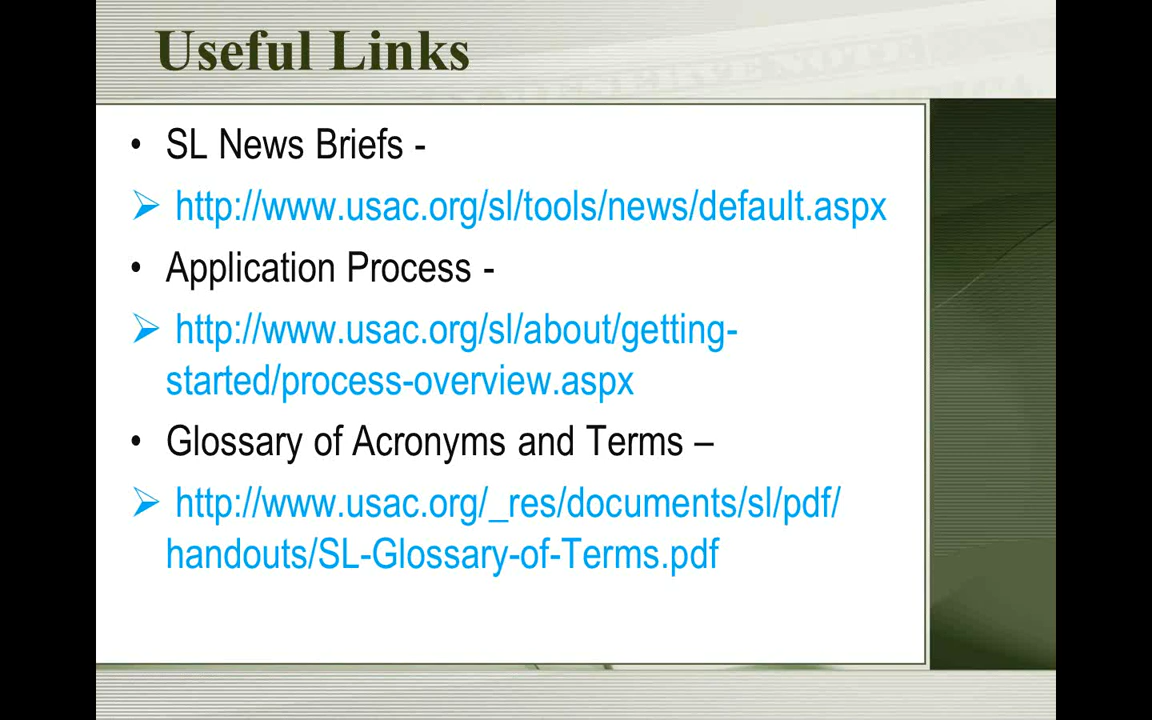 Useful Links
• SL News Briefs -
➢ http://www.usac.org/sl/tools/news/default.aspx
• Application Process -
➢ http://www.usac.org/sl/about/getting-
started/process-overview.aspx
• Glossary of Acronyms and Terms –
➢ http://www.usac.org/_res/documents/sl/pdf/
handouts/SL-Glossary-of-Terms.pdf